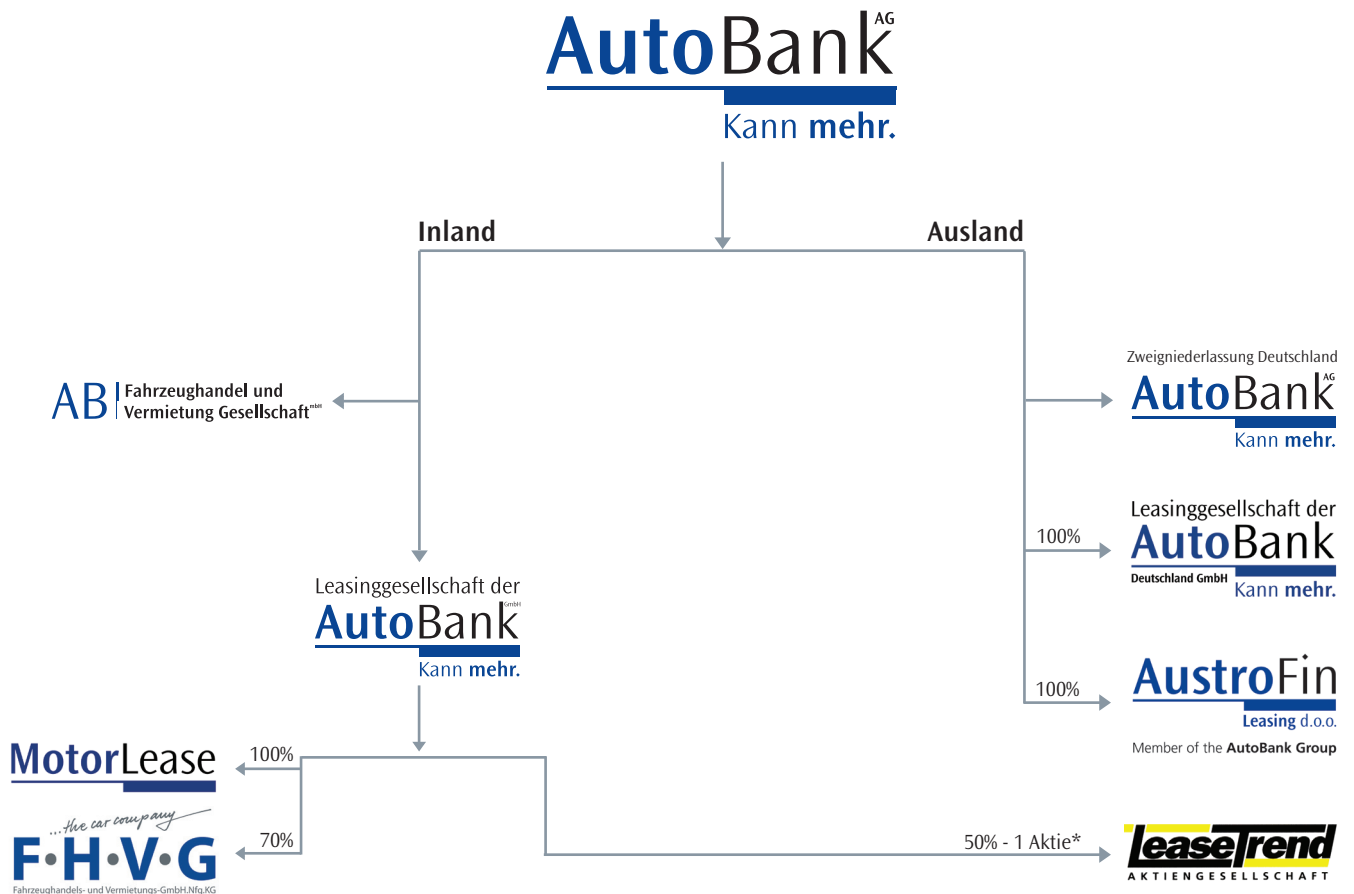 AutoBank AG
Kann mehr.
Inland
Ausland
AB Fahrzeughandel und
Vermietung Gesellschaft mbH
Zweigniederlassung Deutschland
AutoBank AG
Kann mehr.
100%
Leasinggesellschaft der
AutoBank
Deutschland GmbH
Kann mehr.
Leasinggesellschaft der
AutoBank GmbH
Kann mehr.
100%
AustroFin
Leasing d.o.o.
Member of the AutoBank Group
MotorLease
100%
...the car company
F·H·V·G
Fahrzeughandels- und Vermietungs-GmbH.Nfg.KG
70%
50% - 1 Aktie*
LeaseTrend
AKTIENGESELLSCHAFT